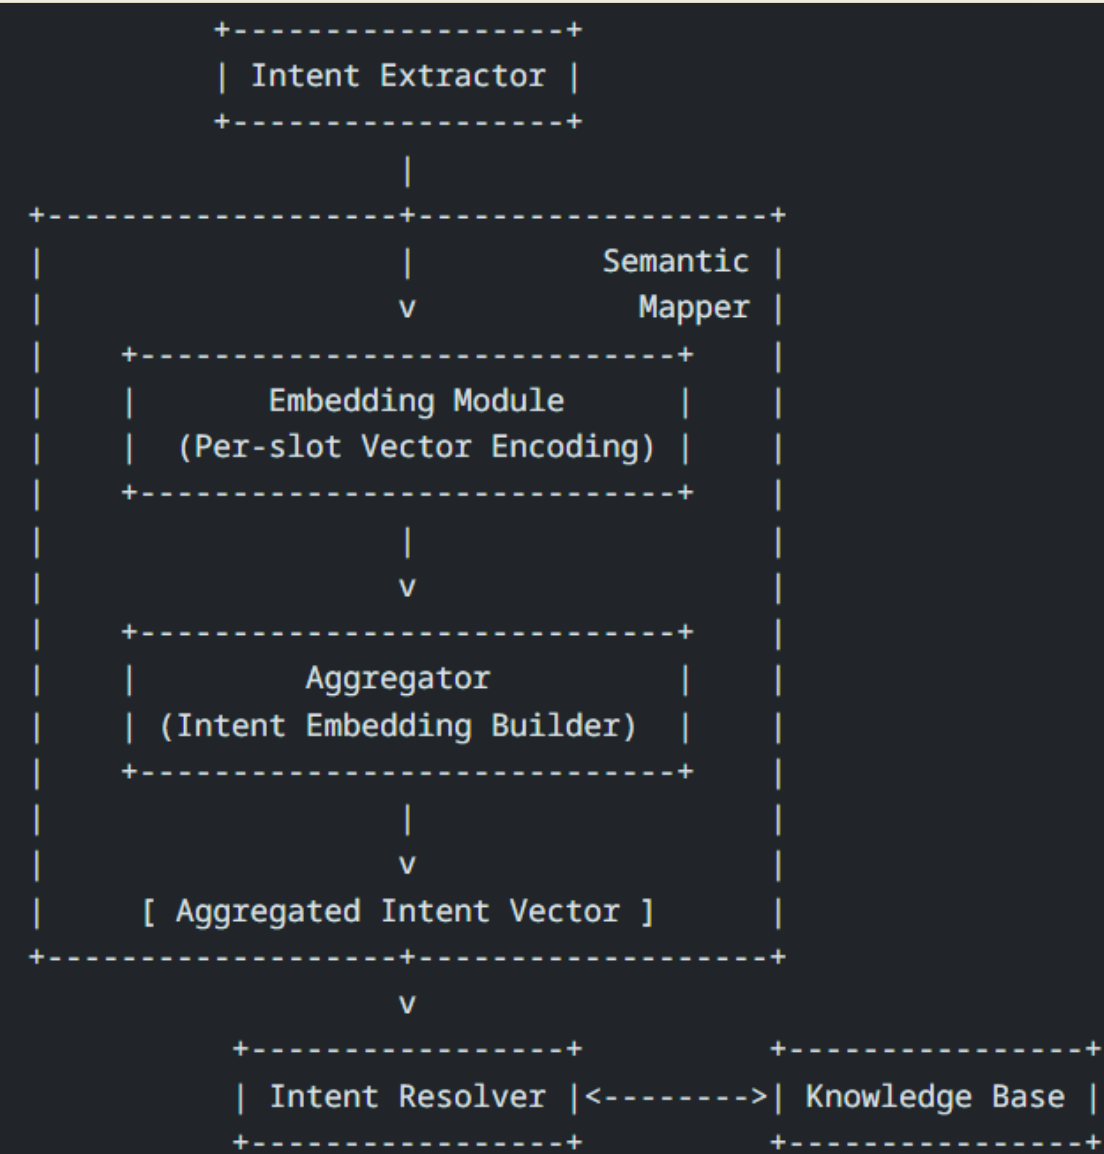 +------------------+
| Intent Extractor |
+------------------+
|
+-------------------+-------------------+
| | Semantic |
| v Mapper |
| +-----------------------------+ |
| | Embedding Module | |
| | (Per-slot Vector Encoding) | |
| +-----------------------------+ |
| | |
| v |
| +-----------------------------+ |
| | Aggregator | |
| | (Intent Embedding Builder) | |
| +-----------------------------+ |
| | |
| v |
| [ Aggregated Intent Vector ] |
+-------------------+-------------------+
v
+-----------------+ +----------------+
| Intent Resolver |<-------->| Knowledge Base |
+-----------------+ +----------------+